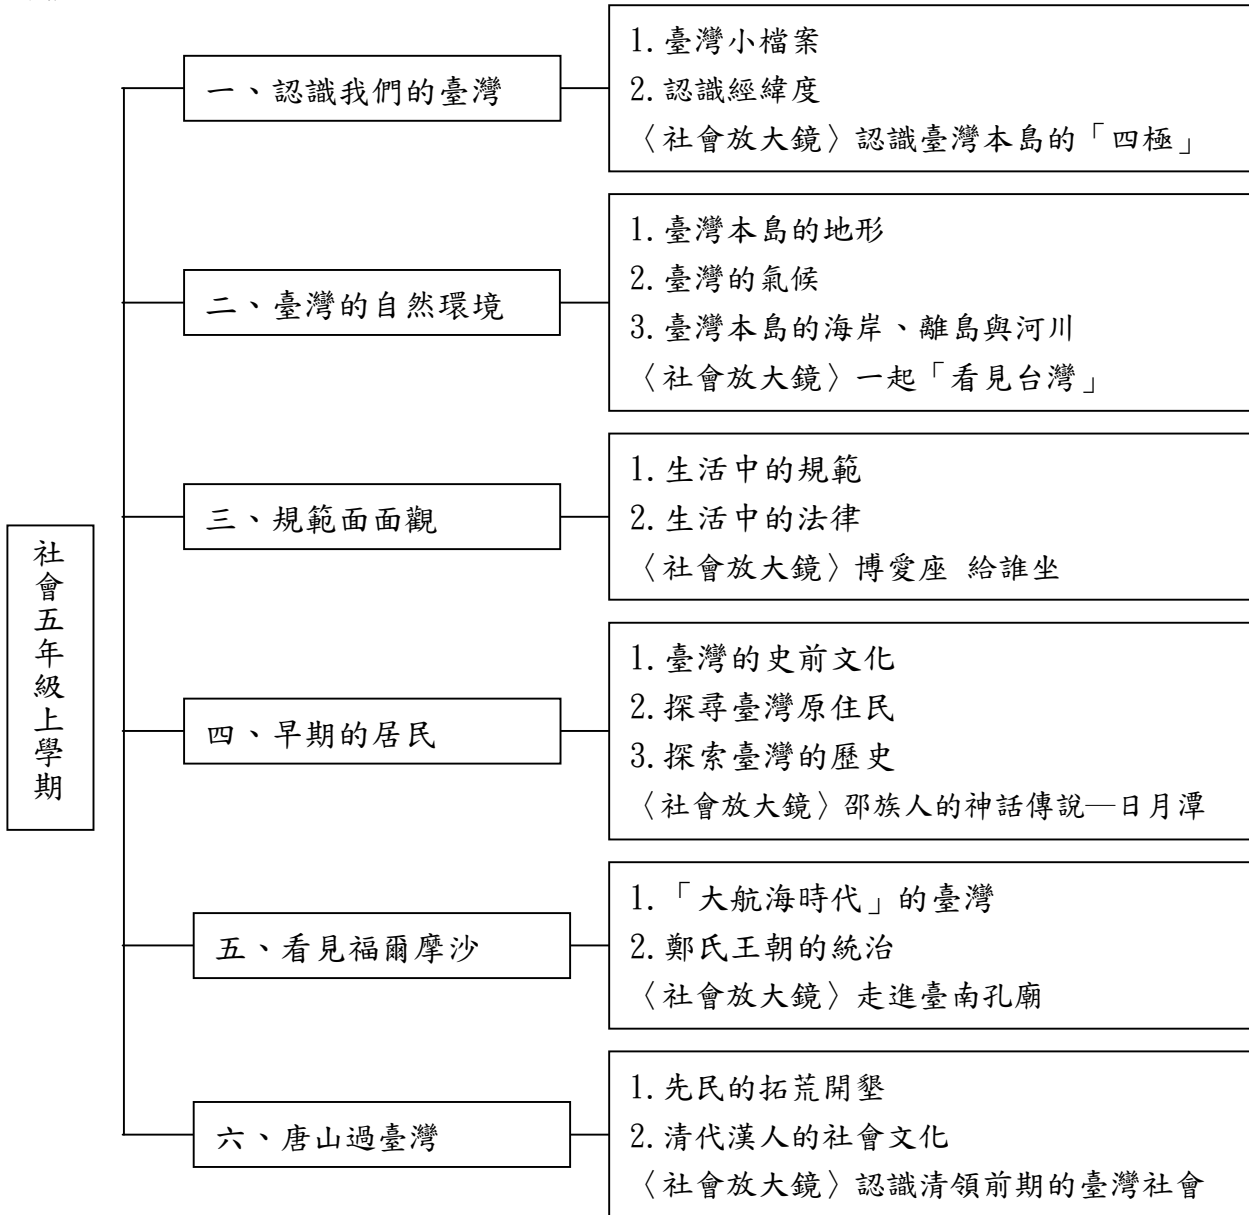 社會五年級上學期
一、認識我們的臺灣
1.臺灣小檔案
2.認識經緯度
〈社會放大鏡〉認識臺灣本島的「四極」
二、臺灣的自然環境
1.臺灣本島的地形
2.臺灣的氣候
3.臺灣本島的海岸、離島與河川
〈社會放大鏡〉一起「看見台灣」
三、規範面面觀
1.生活中的規範
2.生活中的法律
〈社會放大鏡〉博愛座 給誰坐
四、早期的居民
1.臺灣的史前文化
2.探尋臺灣原住民
3.探索臺灣的歷史
〈社會放大鏡〉邵族人的神話傳說─日月潭
五、看見福爾摩沙
1.「大航海時代」的臺灣
2.鄭氏王朝的統治
〈社會放大鏡〉走進臺南孔廟
六、唐山過臺灣
1.先民的拓荒開墾
2.清代漢人的社會文化
〈社會放大鏡〉認識清領前期的臺灣社會